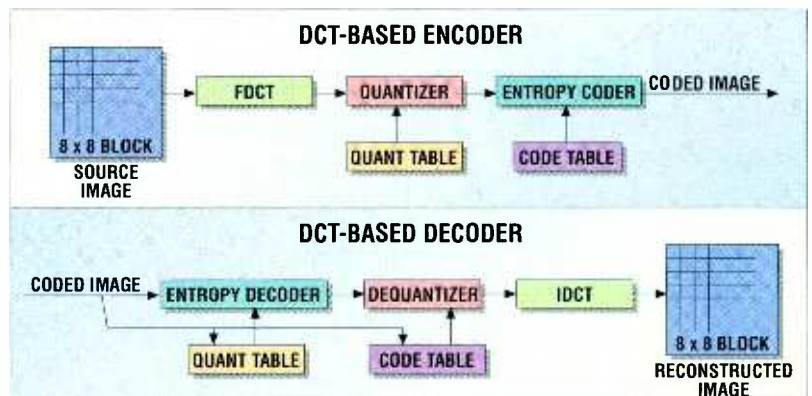 DCT-BASED ENCODER
FDCT
QUANTIZER
ENTROPY CODER
CODED IMAGE
8 x 8 BLOCK
SOURCE
IMAGE
QUANT TABLE
CODE TABLE
DCT-BASED DECODER
CODED IMAGE
ENTROPY DECODER
DEQUANTIZER
IDCT
QUANT TABLE
CODE TABLE
8 x 8 BLOCK
RECONSTRUCTED
IMAGE